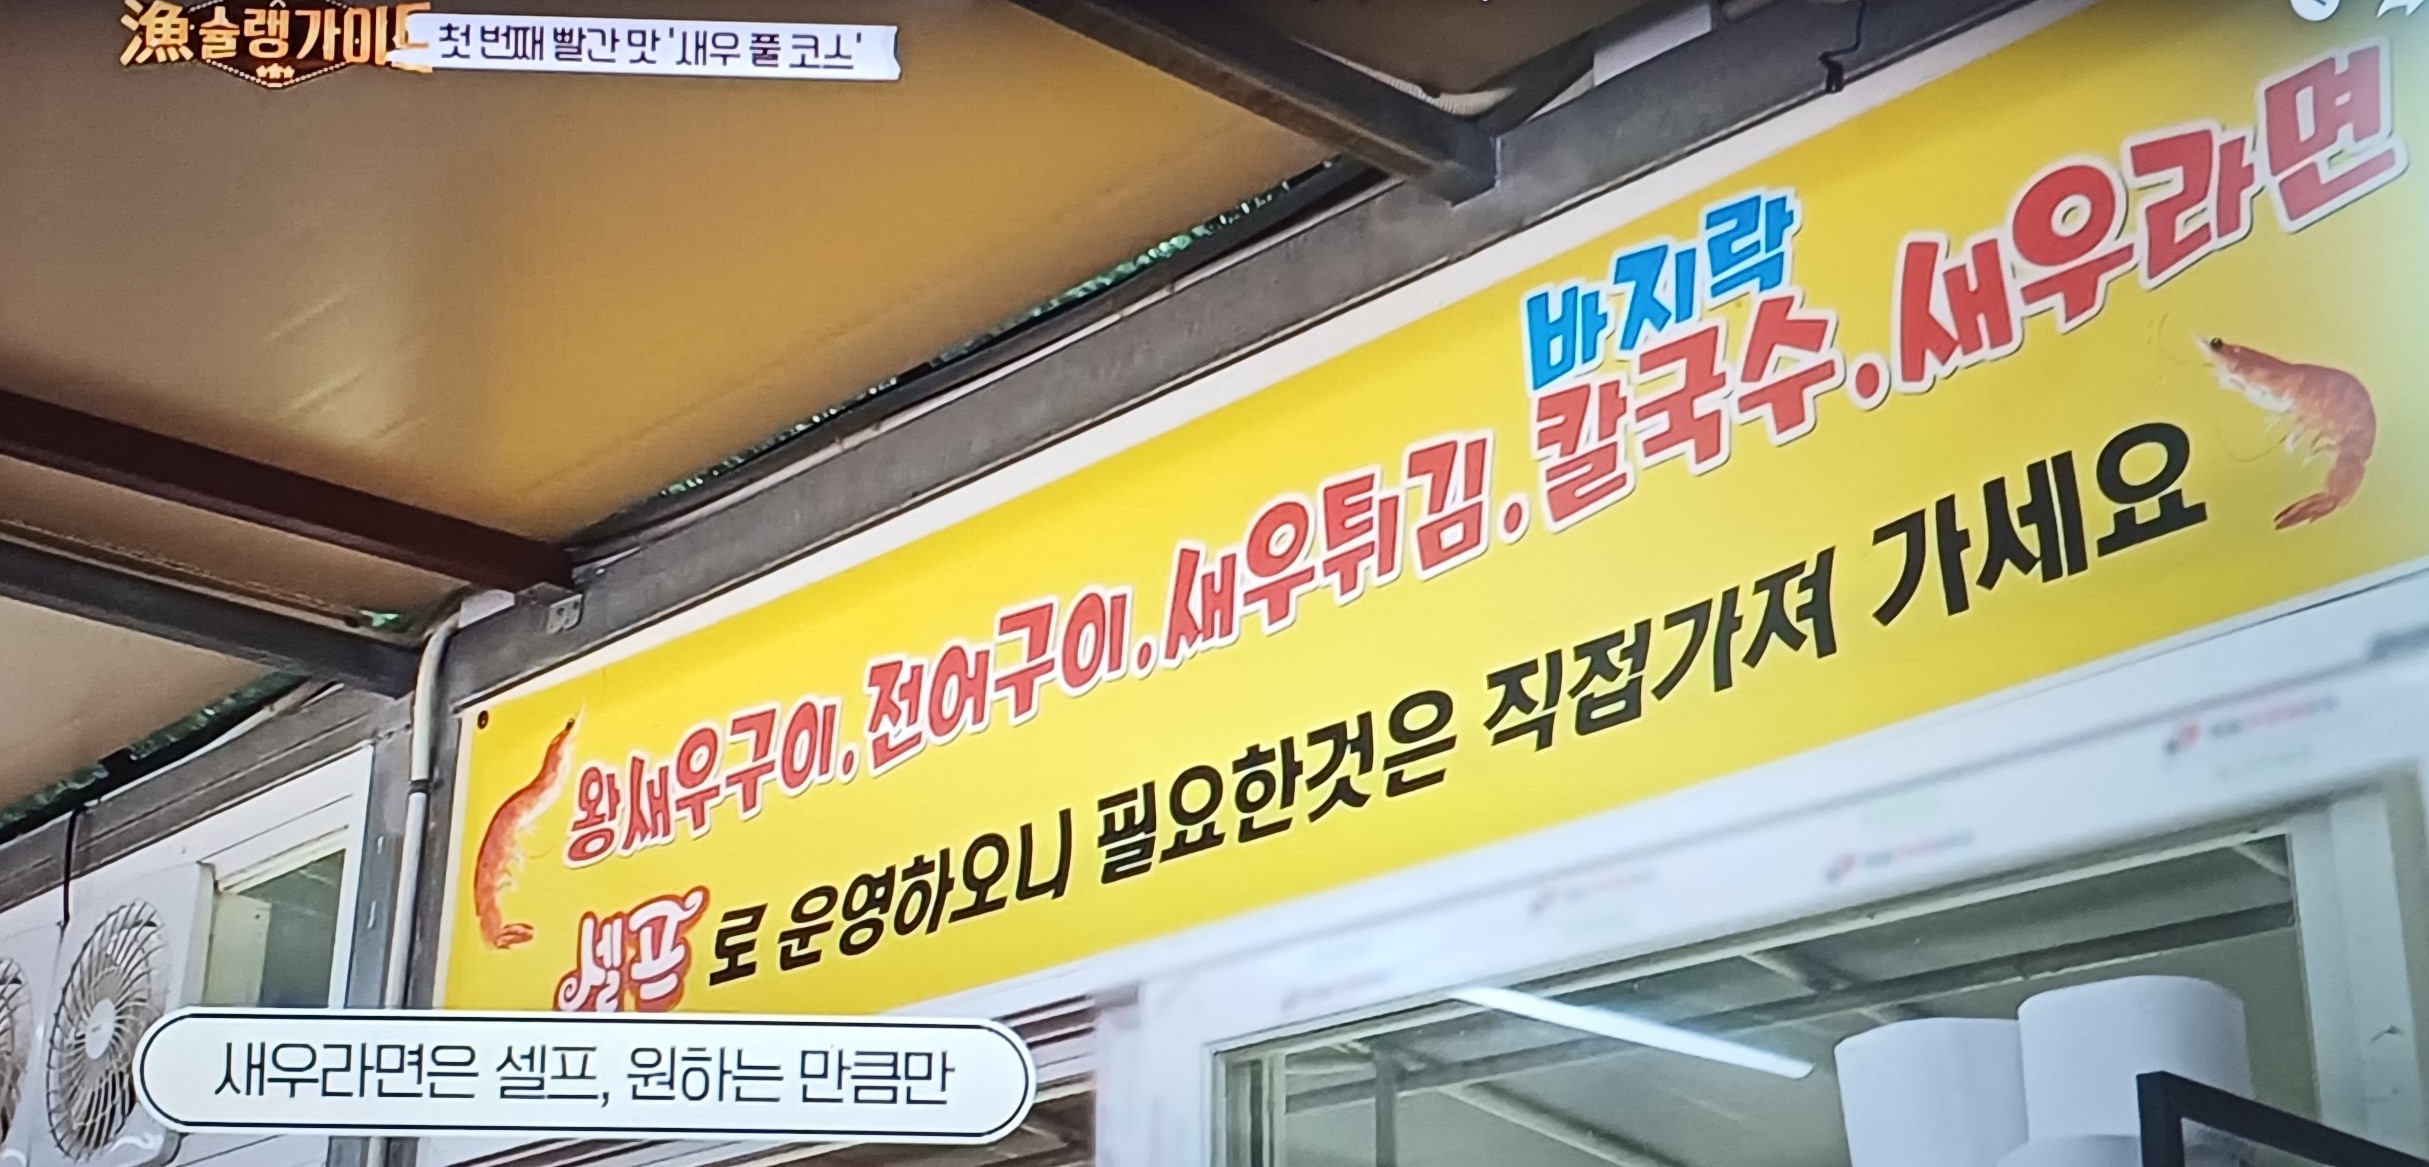 漁슐랭가이드 첫 번째 빨간 맛 '새우 풀 코스'
바지락
왕새우구이.전어구이.새우튀김.칼국수.새우라면
셀프로 운영하오니 필요한것은 직접가져 가세요
새우라면은 셀프, 원하는 만큼만